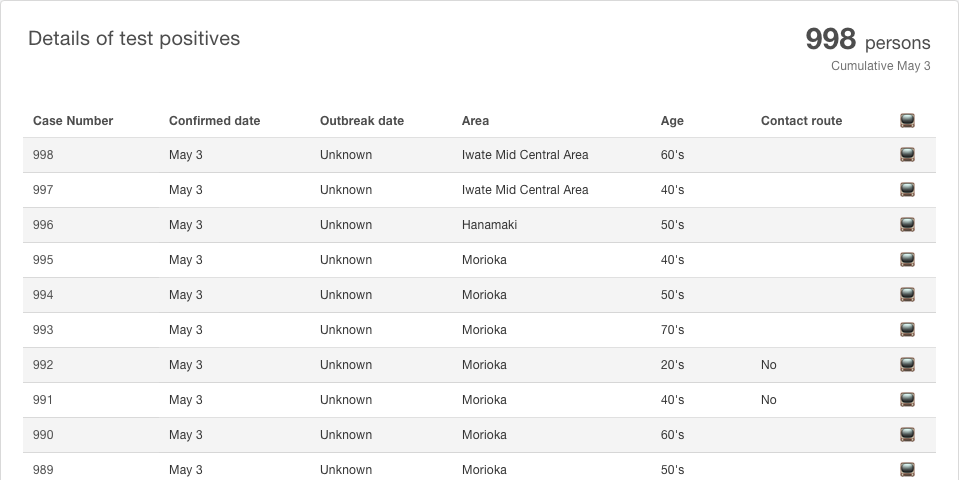 Details of test positives
998 persons
Cumulative May 3
Case Number Confirmed date Outbreak date Area Age Contact route
998 May 3 Unknown Iwate Mid Central Area 60's
997 May 3 Unknown Iwate Mid Central Area 40's
996 May 3 Unknown Hanamaki 50's
995 May 3 Unknown Morioka 40's
994 May 3 Unknown Morioka 50's
993 May 3 Unknown Morioka 70's
992 May 3 Unknown Morioka 20's No
991 May 3 Unknown Morioka 40's No
990 May 3 Unknown Morioka 60's
989 May 3 Unknown Morioka 50's